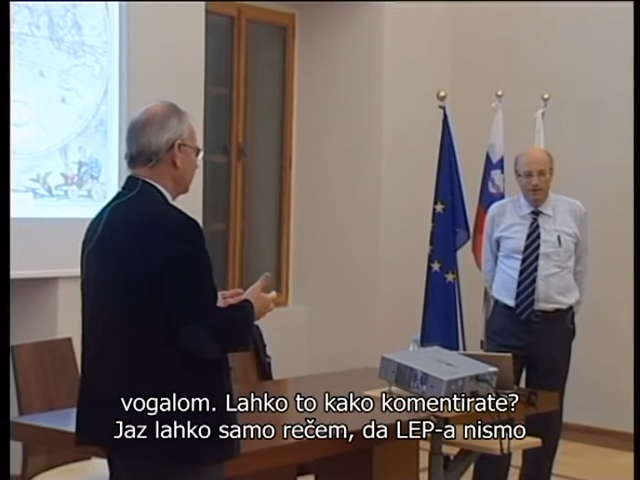 vogalom. Lahko to kako komentirate?
Jaz lahko samo rečem, da LEP-a nismo